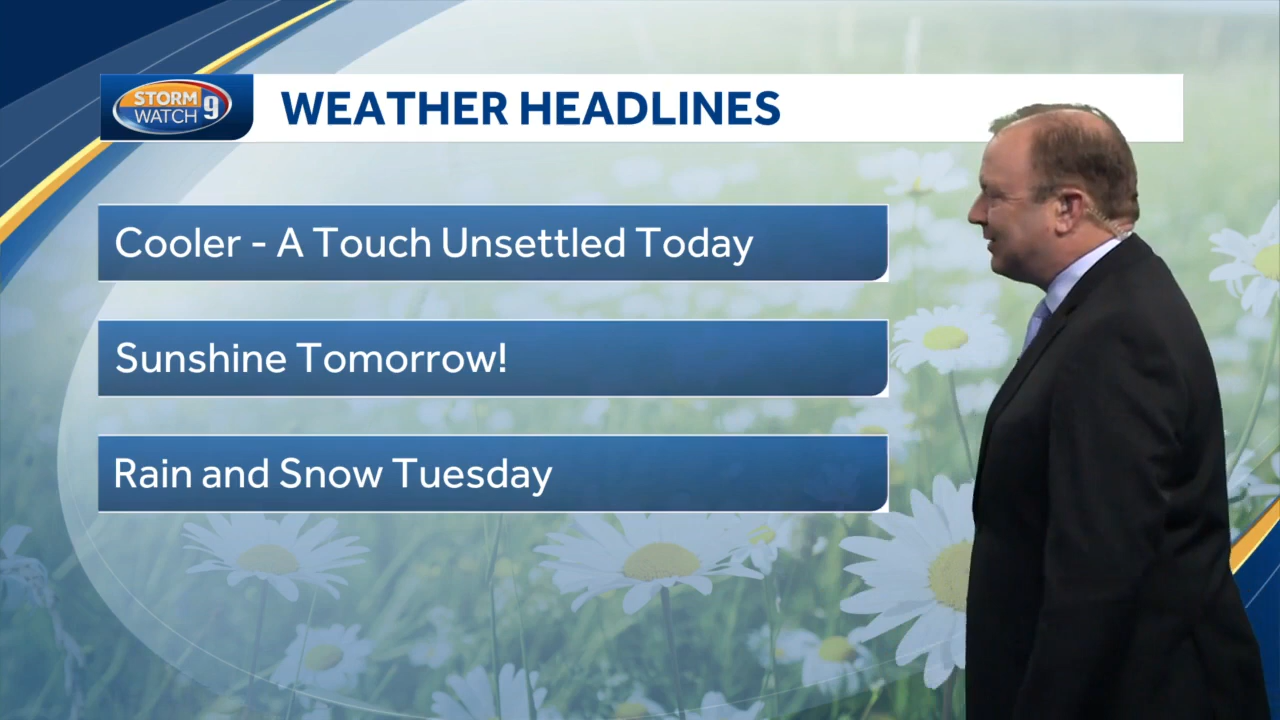 STORM
WATCH 9
WEATHER HEADLINES
Cooler - A Touch Unsettled Today
Sunshine Tomorrow!
Rain and Snow Tuesday